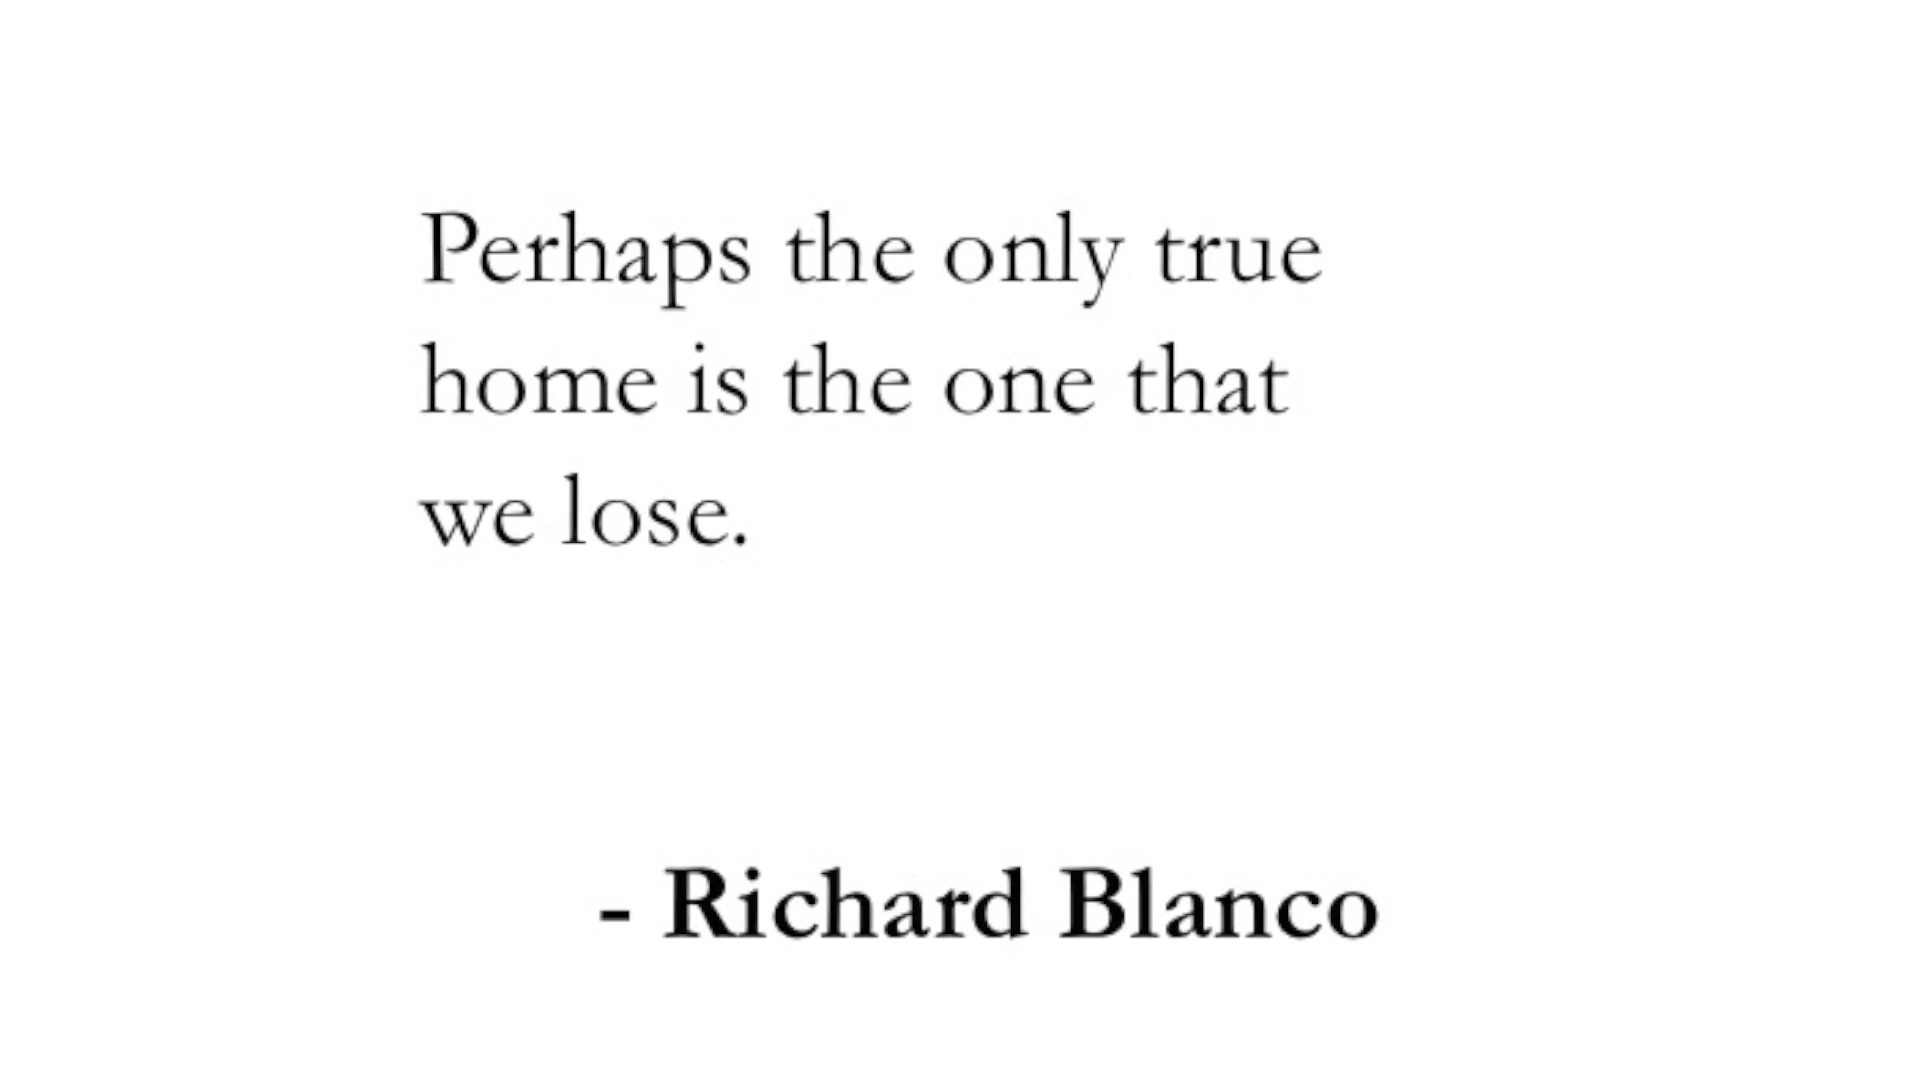 Perhaps the only true
home is the one that
we lose.
- Richard Blanco